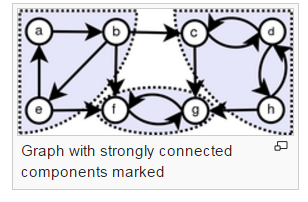 a b c d
e f g h
Graph with strongly connected
components marked